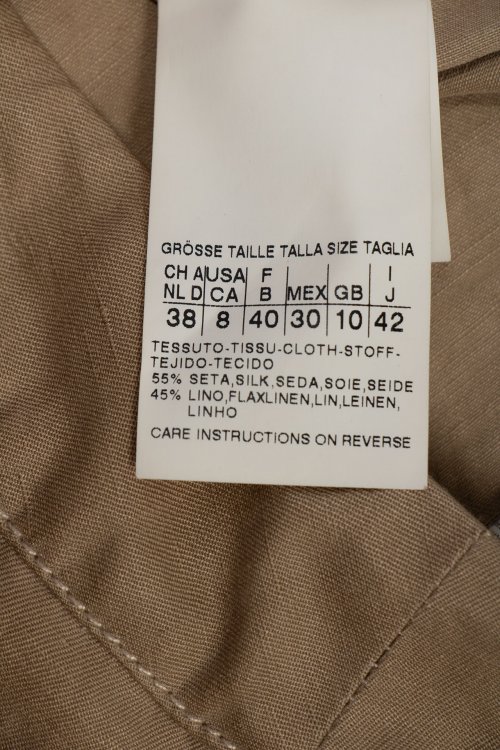 GRÖSSE TAILLE TALLA SIZE TAGLIA
CH A USA F I
NL D CA B MEX GB J
38 8 40 30 10 42
TESSUTO-TISSU-CLOTH-STOFF-
TEJIDO-TECIDO
55% SETA,SILK,SEDA,SOIE,SEIDE
45% LINO,FLAXLINEN,LIN,LEINEN,
LINHO
CARE INSTRUCTIONS ON REVERSE